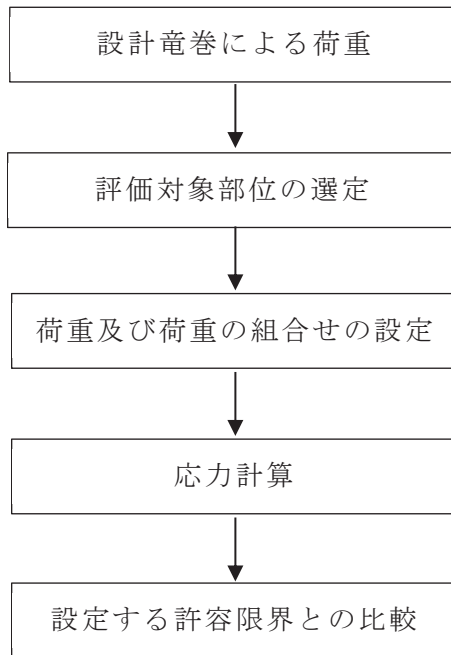 設計竜巻による荷重
評価対象部位の選定
荷重及び荷重の組合せの設定
応力計算
設定する許容限界との比較